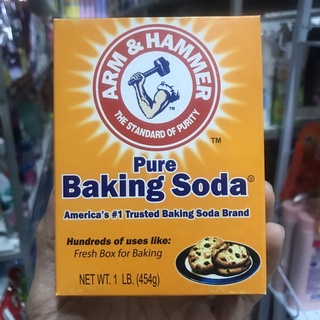 ARM & HAMMER
THE STANDARD OF PURITY
TM
Pure
Baking Soda
America's #1 Trusted Baking Soda Brand
Hundreds of uses like:
Fresh Box for Baking
NET WT. 1 LB. (454g)